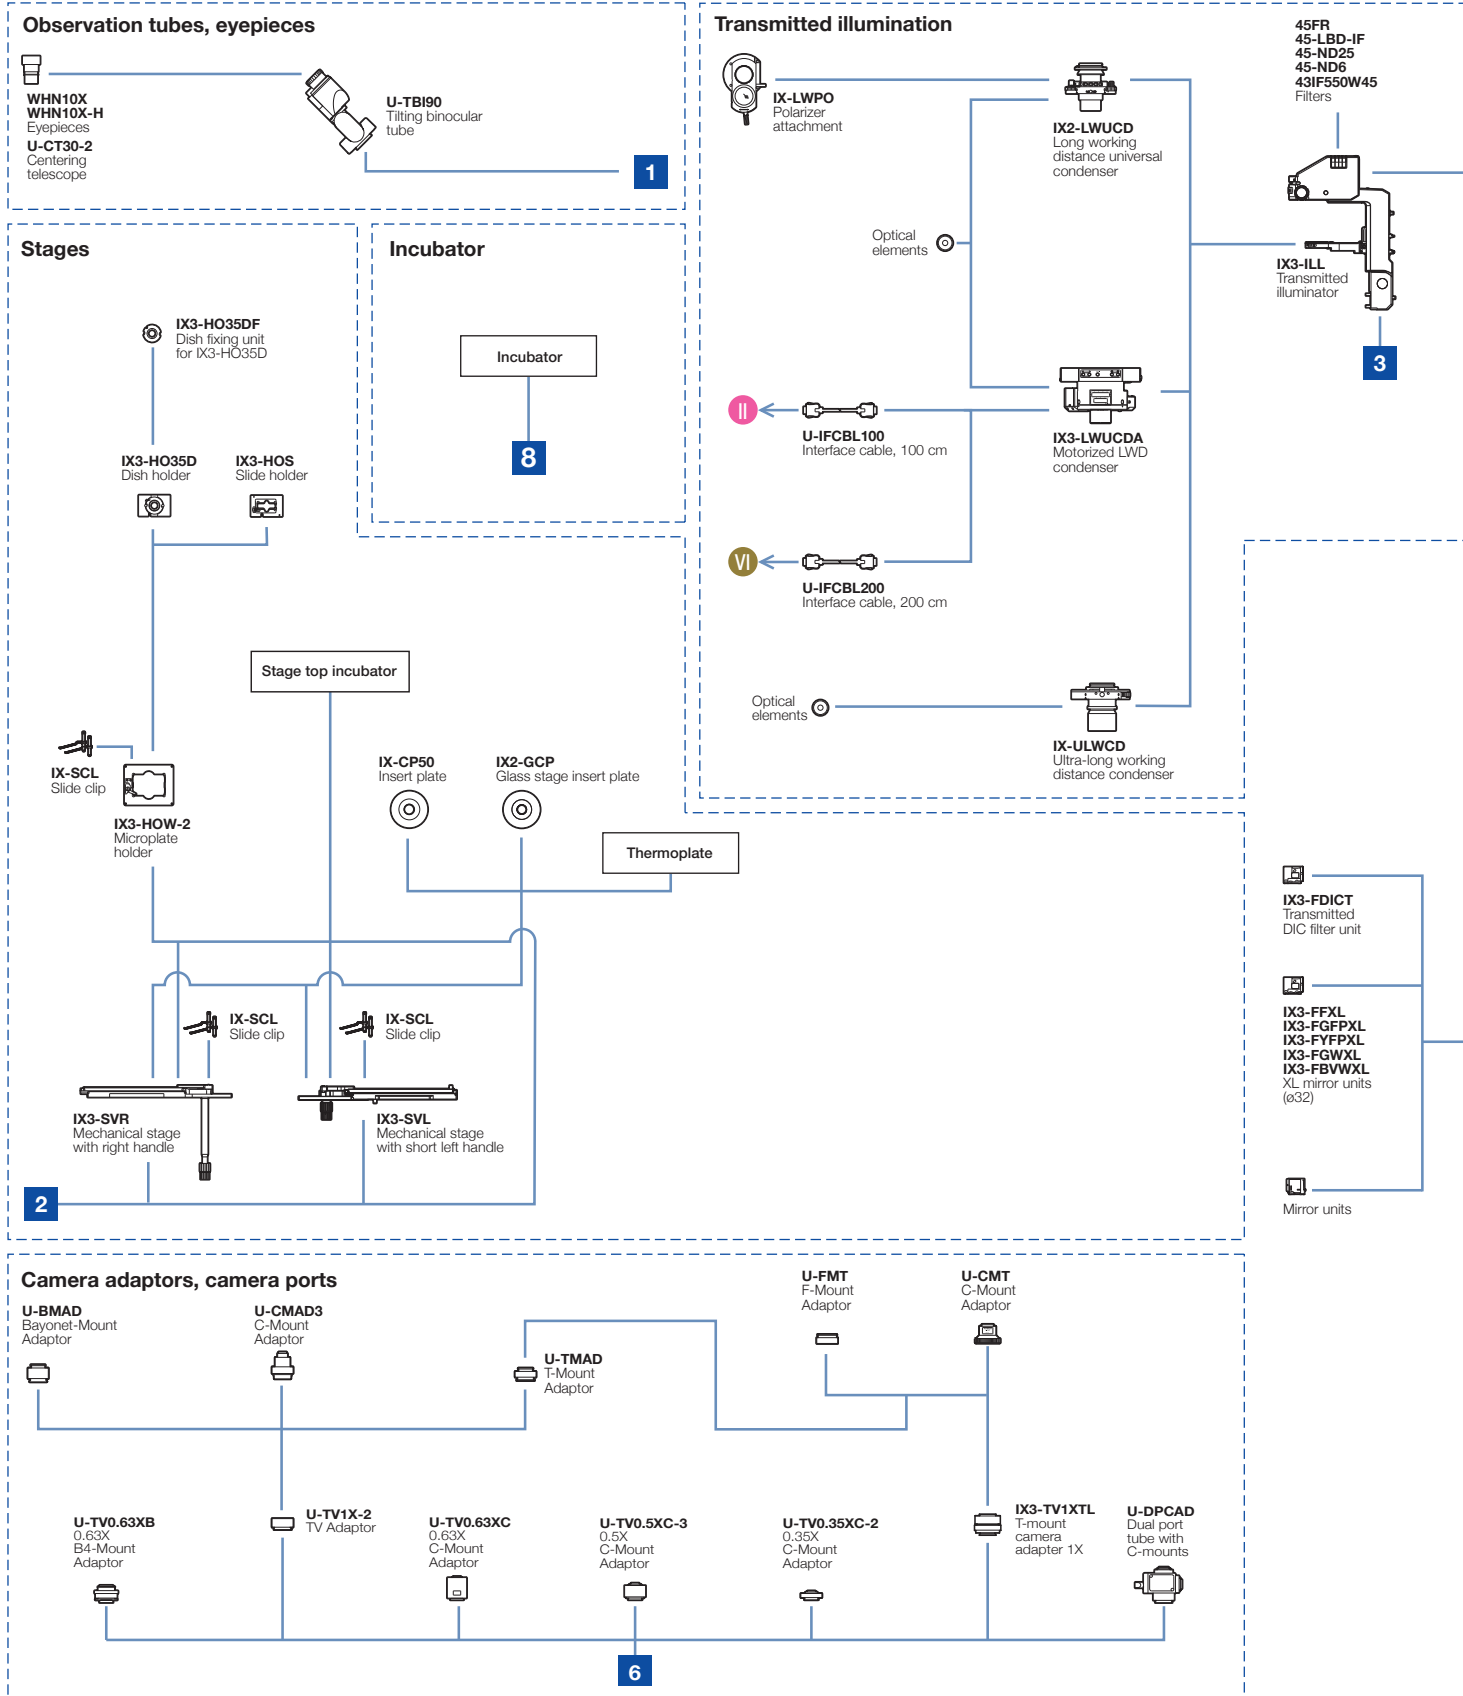 Observation tubes, eyepieces
WHN10X
WHN10X-H
Eyepieces
U-CT30-2
Centering
telescope
U-TBI90
Tilting binocular
tube
1
Transmitted illumination
IX-LWPO
Polarizer
attachment
IX2-LWUCD
Long working
distance universal
condenser
45FR
45-LBD-IF
45-ND25
45-ND6
43IF550W45
Filters
Optical
elements
IX3-ILL
Transmitted
illuminator
3
II
U-IFCBL100
Interface cable, 100 cm
IX3-LWUCDA
Motorized LWD
condenser
VI
U-IFCBL200
Interface cable, 200 cm
Optical
elements
IX-ULWCD
Ultra-long working
distance condenser
Stages
IX3-HO35DF
Dish fixing unit
for IX3-HO35D
IX3-HO35D
Dish holder
IX3-HOS
Slide holder
Stage top incubator
IX-SCL
Slide clip
IX3-HOW-2
Microplate
holder
IX-CP50
Insert plate
IX2-GCP
Glass stage insert plate
Thermoplate
IX-SCL
Slide clip
IX-SCL
Slide clip
IX3-SVR
Mechanical stage
with right handle
IX3-SVL
Mechanical stage
with short left handle
2
Incubator
Incubator
8
IX3-FDICT
Transmitted
DIC filter unit
IX3-FFXL
IX3-FGFPXL
IX3-FYFPXL
IX3-FGWXL
IX3-FBVWXL
XL mirror units
(ø32)
Mirror units
Camera adaptors, camera ports
U-BMAD
Bayonet-Mount
Adaptor
U-CMAD3
C-Mount
Adaptor
U-TMAD
T-Mount
Adaptor
U-FMT
F-Mount
Adaptor
U-CMT
C-Mount
Adaptor
U-TV0.63XB
0.63X
B4-Mount
Adaptor
U-TV1X-2
TV Adaptor
U-TV0.63XC
0.63X
C-Mount
Adaptor
U-TV0.5XC-3
0.5X
C-Mount
Adaptor
U-TV0.35XC-2
0.35X
C-Mount
Adaptor
IX3-TV1XTL
T-mount
camera
adapter 1X
U-DPCAD
Dual port
tube with
C-mounts
6